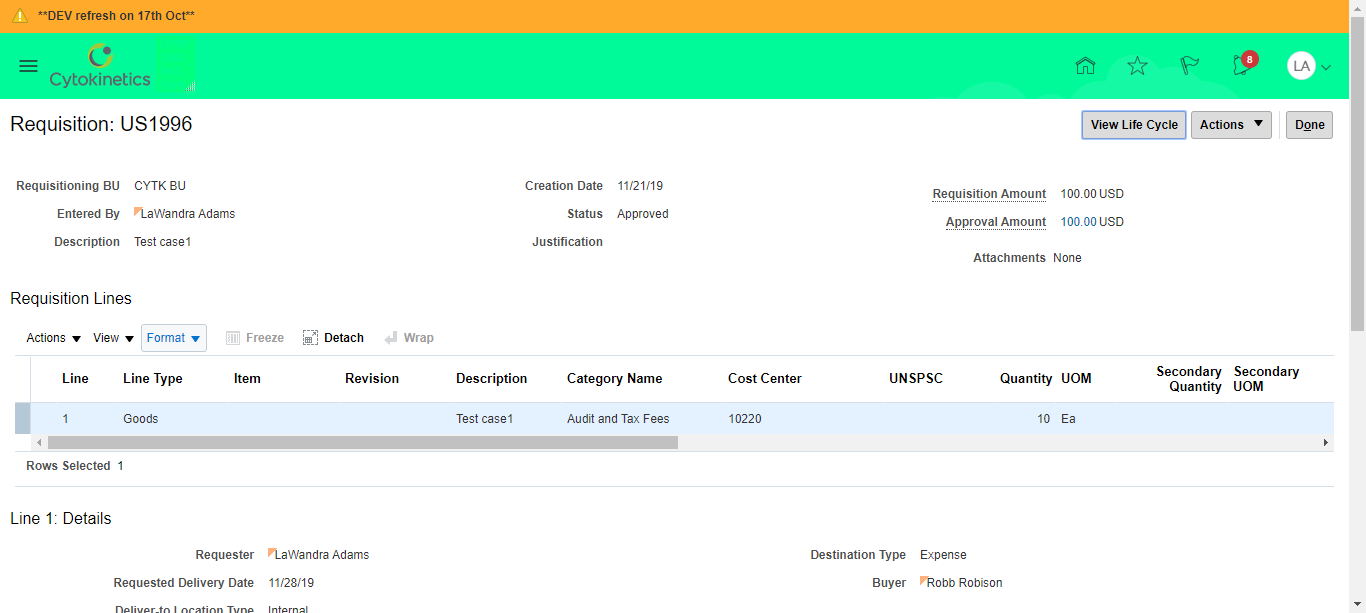 **DEV refresh on 17th Oct**
Cytokinetics
8
LA
Requisition: US1996
View Life Cycle Actions Done
Requisitioning BU CYTK BU Creation Date 11/21/19 Requisition Amount 100.00 USD
Entered By LaWandra Adams Status Approved Approval Amount 100.00 USD
Description Test case1 Justification
Attachments None
Requisition Lines
Actions View Format Freeze Detach Wrap
Line Line Type Item Revision Description Category Name Cost Center UNSPSC Quantity UOM Secondary Quantity Secondary UOM
1 Goods Test case1 Audit and Tax Fees 10220 10 Ea
Rows Selected 1
Line 1: Details
Requester LaWandra Adams Destination Type Expense
Requested Delivery Date 11/28/19 Buyer Robb Robison
Deliver-to Location Type Internal